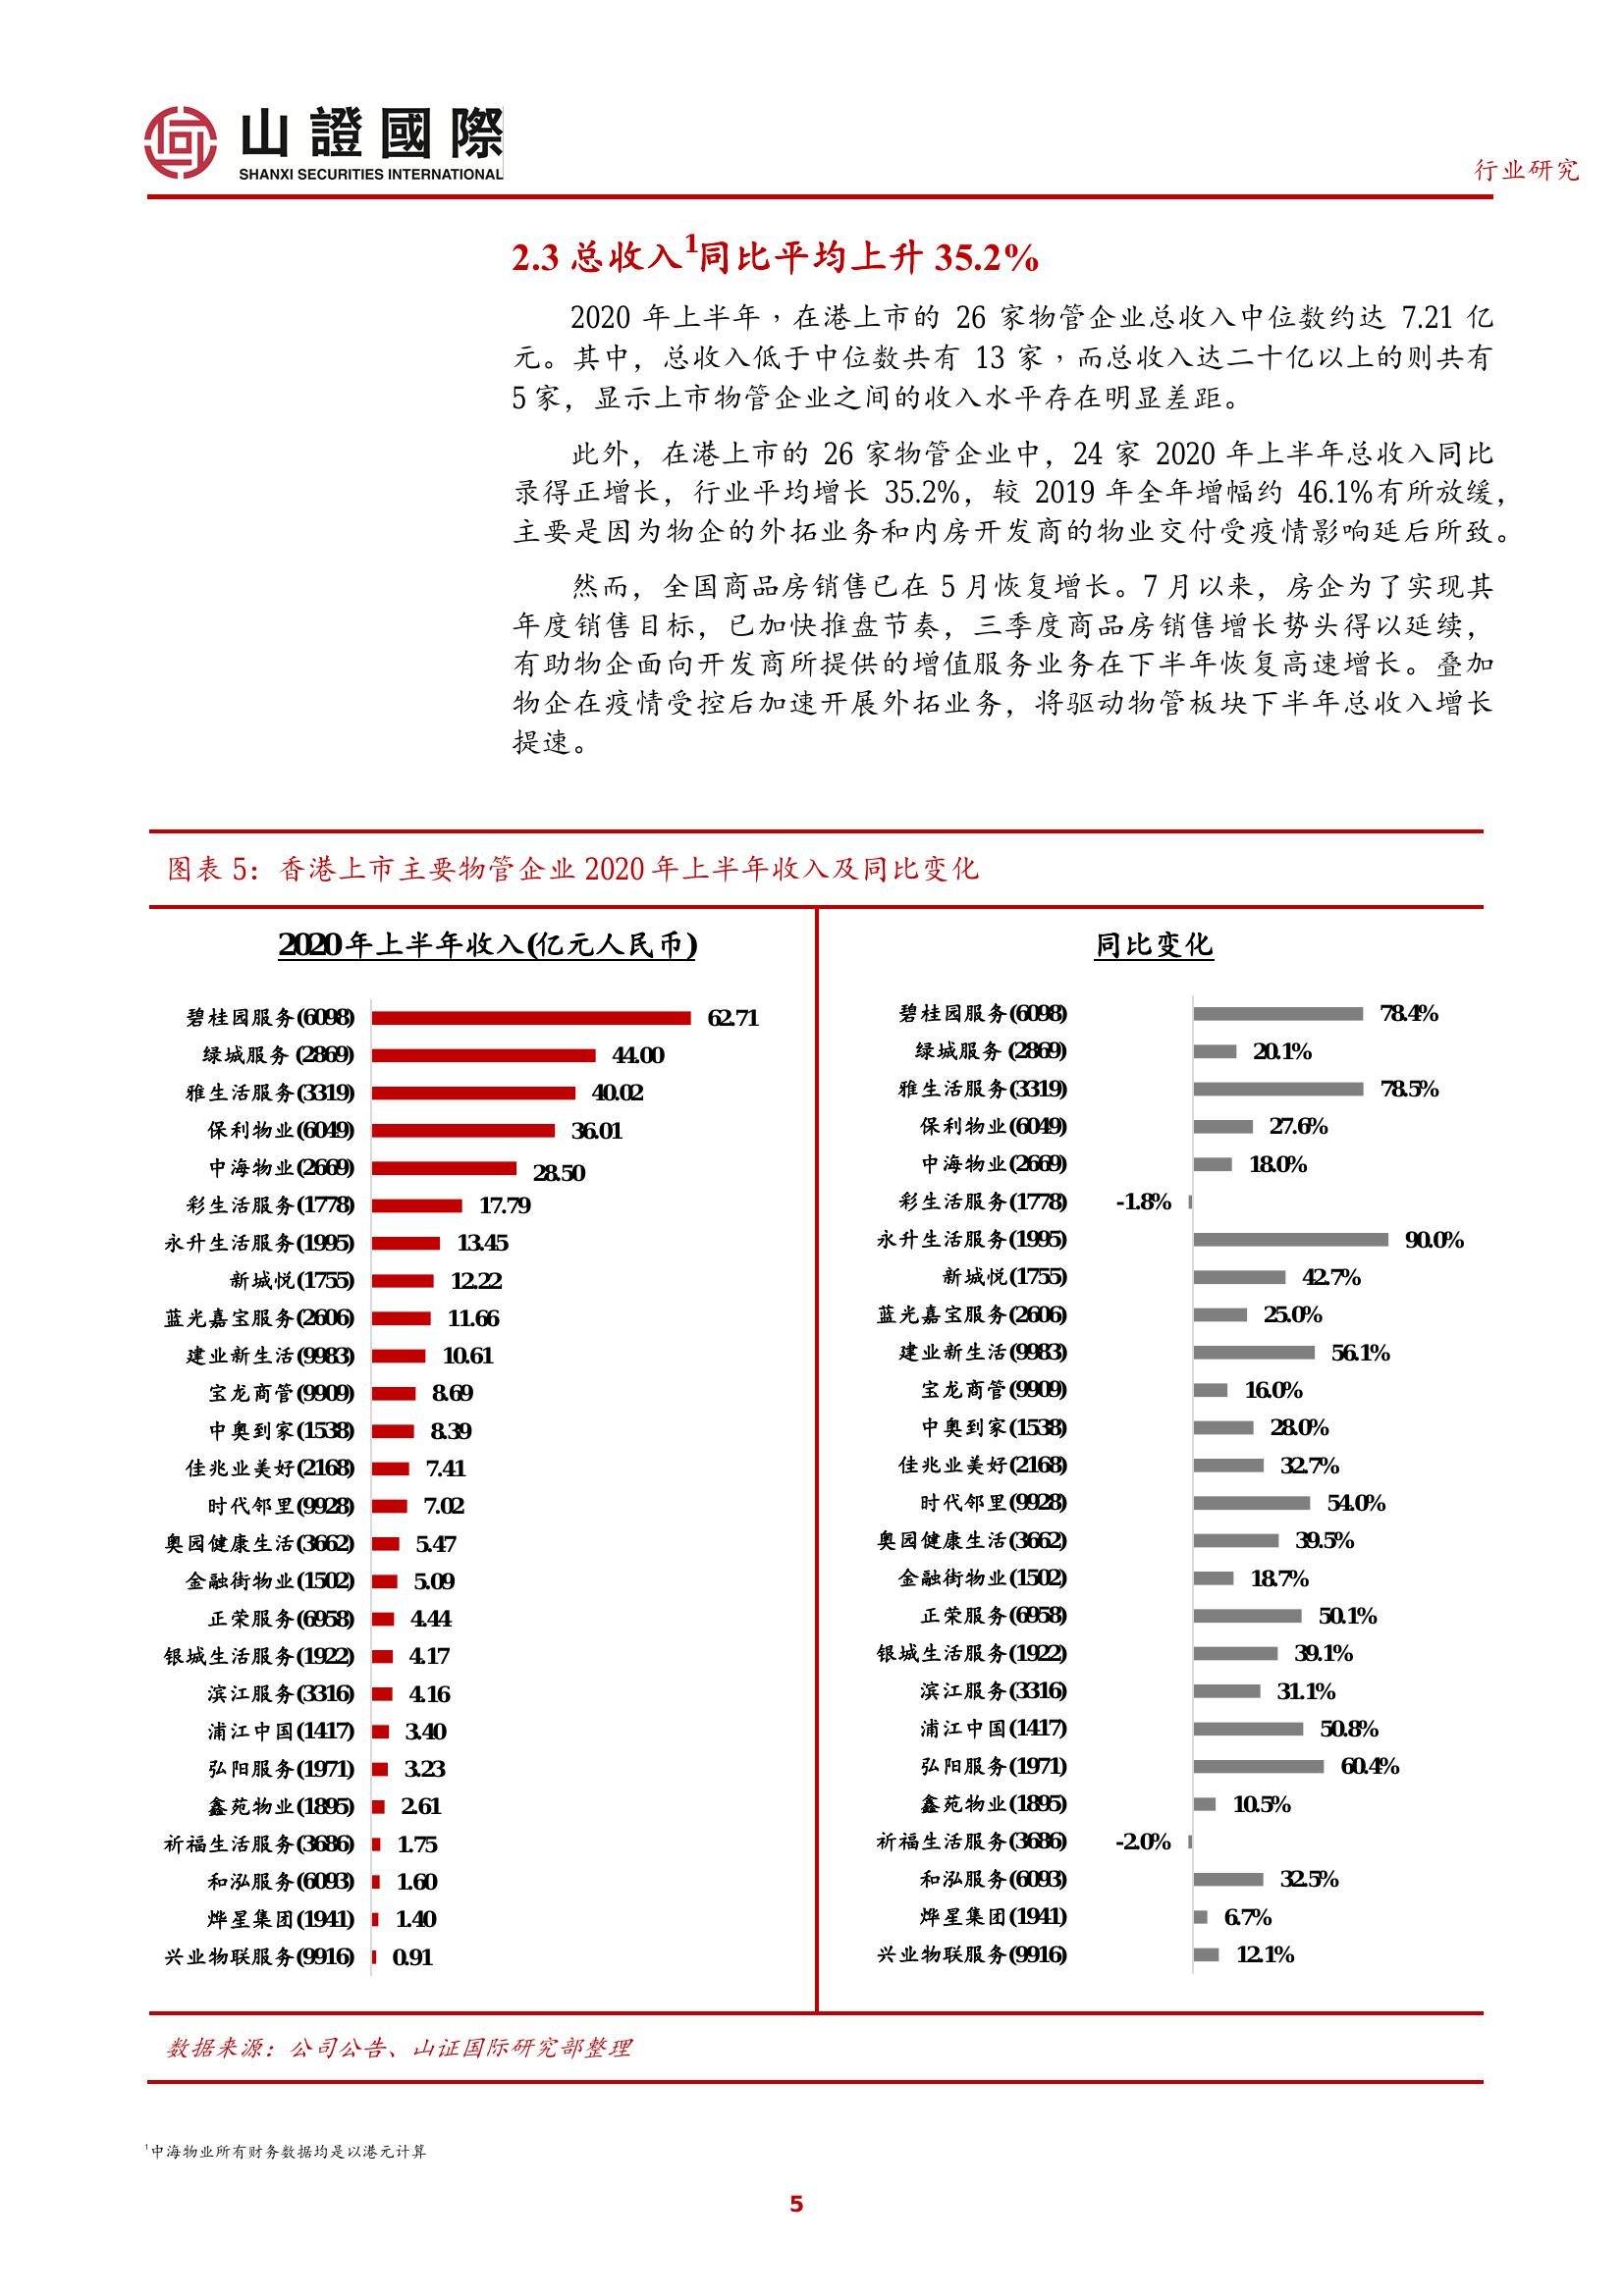 山證國際
SHANXI SECURITIES INTERNATIONAL
行业研究
2.3 总收入¹同比平均上升 35.2%
2020 年上半年，在港上市的 26 家物管企业总收入中位数约达 7.21 亿
元。其中，总收入低于中位数共有 13 家，而总收入达二十亿以上的则共有
5 家，显示上市物管企业之间的收入水平存在明显差距。
此外，在港上市的 26 家物管企业中，24 家 2020 年上半年总收入同比
录得正增长，行业平均增长 35.2%，较 2019 年全年增幅约 46.1%有所放缓，
主要是因为物企的外拓业务和内房开发商的物业交付受疫情影响延后所致。
然而，全国商品房销售已在 5 月恢复增长。7 月以来，房企为了实现其
年度销售目标，已加快推盘节奏，三季度商品房销售增长势头得以延续，
有助物企面向开发商所提供的增值服务业务在下半年恢复高速增长。叠加
物企在疫情受控后加速开展外拓业务，将驱动物管板块下半年总收入增长
提速。
图表 5：香港上市主要物管企业 2020 年上半年收入及同比变化
2020年上半年收入(亿元人民币)
碧桂园服务(6098) 62.71
绿城服务 (2869) 44.00
雅生活服务(3319) 40.02
保利物业(6049) 36.01
中海物业(2669) 28.50
彩生活服务(1778) 17.79
永升生活服务(1995) 13.45
新城悦(1755) 12.22
蓝光嘉宝服务(2606) 11.66
建业新生活(9983) 10.61
宝龙商管(9909) 8.69
中奥到家(1538) 8.39
佳兆业美好(2168) 7.41
时代邻里(9928) 7.02
奥园健康生活(3662) 5.47
金融街物业(1502) 5.09
正荣服务(6958) 4.44
银城生活服务(1922) 4.17
滨江服务(3316) 4.16
浦江中国(1417) 3.40
弘阳服务(1971) 3.23
鑫苑物业(1895) 2.61
祈福生活服务(3686) 1.75
和泓服务(6093) 1.60
烨星集团(1941) 1.40
兴业物联服务(9916) 0.91
同比变化
碧桂园服务(6098) 78.4%
绿城服务 (2869) 20.1%
雅生活服务(3319) 78.5%
保利物业(6049) 27.6%
中海物业(2669) 18.0%
彩生活服务(1778) -1.8%
永升生活服务(1995) 90.0%
新城悦(1755) 42.7%
蓝光嘉宝服务(2606) 25.0%
建业新生活(9983) 56.1%
宝龙商管(9909) 16.0%
中奥到家(1538) 28.0%
佳兆业美好(2168) 32.7%
时代邻里(9928) 54.0%
奥园健康生活(3662) 39.5%
金融街物业(1502) 18.7%
正荣服务(6958) 50.1%
银城生活服务(1922) 39.1%
滨江服务(3316) 31.1%
浦江中国(1417) 50.8%
弘阳服务(1971) 60.4%
鑫苑物业(1895) 10.5%
祈福生活服务(3686) -2.0%
和泓服务(6093) 32.5%
烨星集团(1941) 6.7%
兴业物联服务(9916) 12.1%
数据来源：公司公告、山证国际研究部整理
¹中海物业所有财务数据均是以港元计算
5